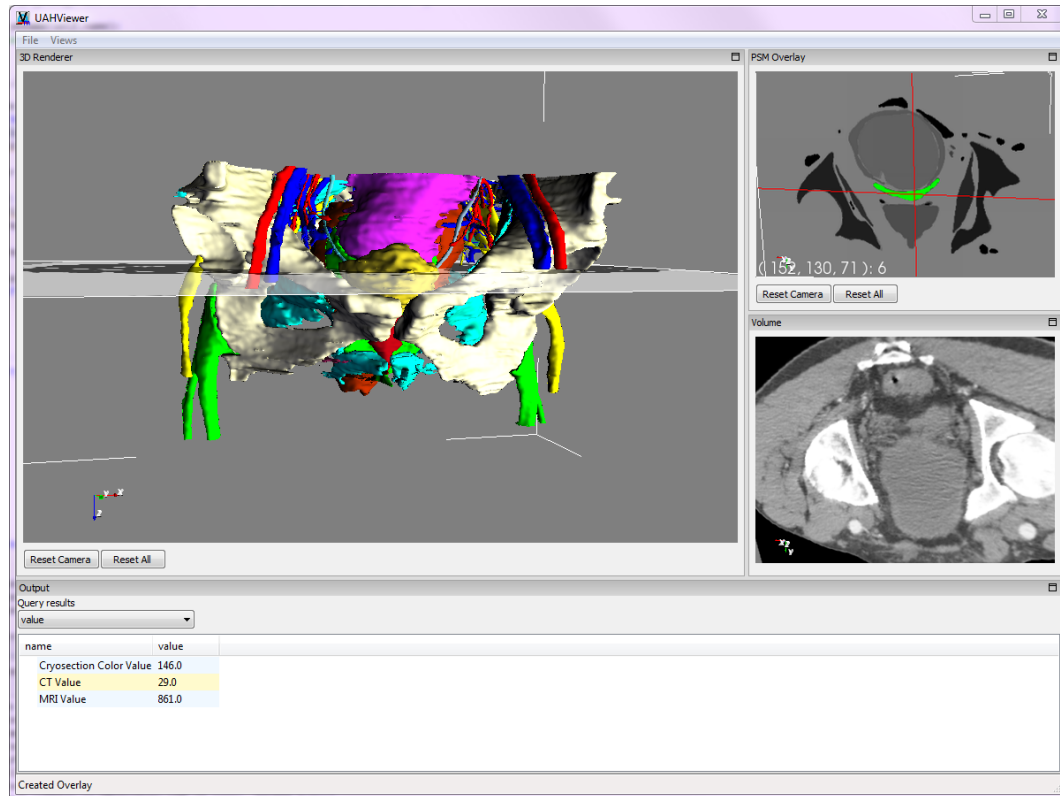 UAHViewer
File Views
3D Renderer
PSM Overlay
( 152, 130, 71 ): 6
Reset Camera Reset All
Volume
Reset Camera Reset All
Output
Query results
value
name value
Cryosection Color Value 146.0
CT Value 29.0
MRI Value 861.0
Created Overlay